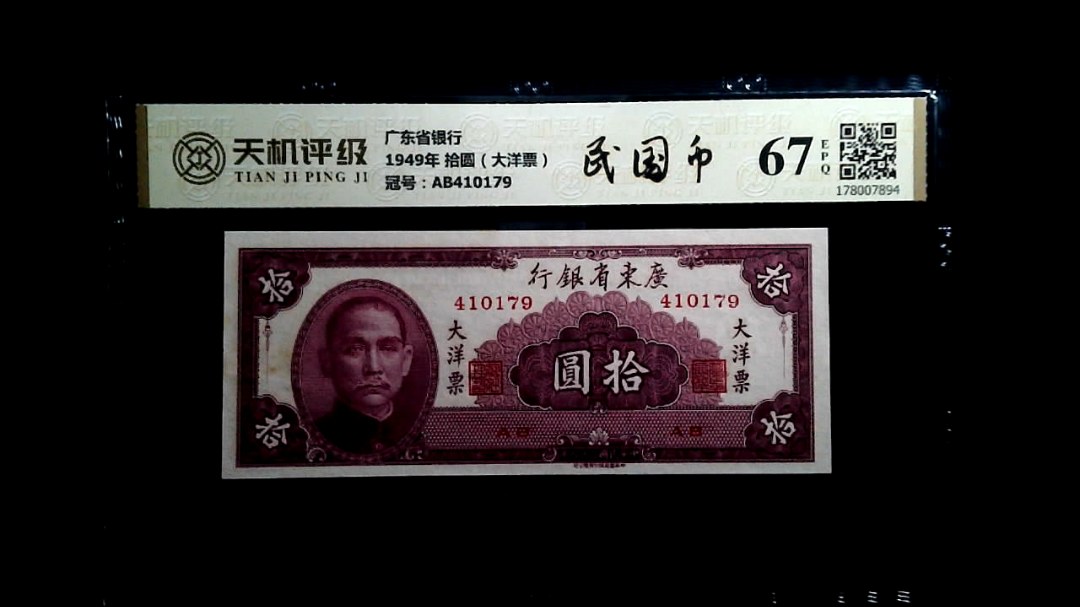 天机评级
TIAN JI PING JI
广东省银行
1949年 拾圆（大洋票）
冠号：AB410179
民国币
67
EPQ
178007894
拾
行銀省東廣
拾
410179
410179
大洋票
大洋票
圓拾
拾
AB
AB
拾